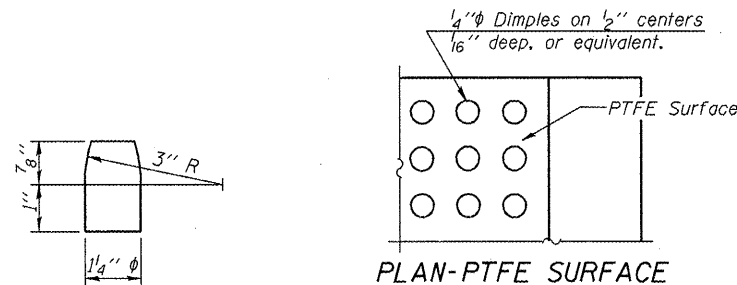 1/4"ϕ Dimples on 1/2" centers
1/16" deep. or equivalent.
PTFE Surface
7/8"
3" R
1"
1 1/4" ϕ
PLAN-PTFE SURFACE